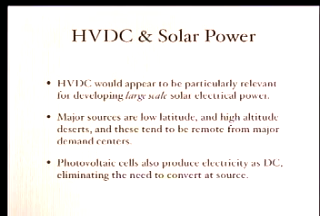 HVDC & Solar Power
• HVDC would appear to be particularly relevant
for developing large scale solar electrical power.
• Major sources are low latitude, and high altitude
deserts, and these tend to be remote from major
demand centers.
• Photovoltaic cells also produce electricity as DC,
eliminating the need to convert at source.